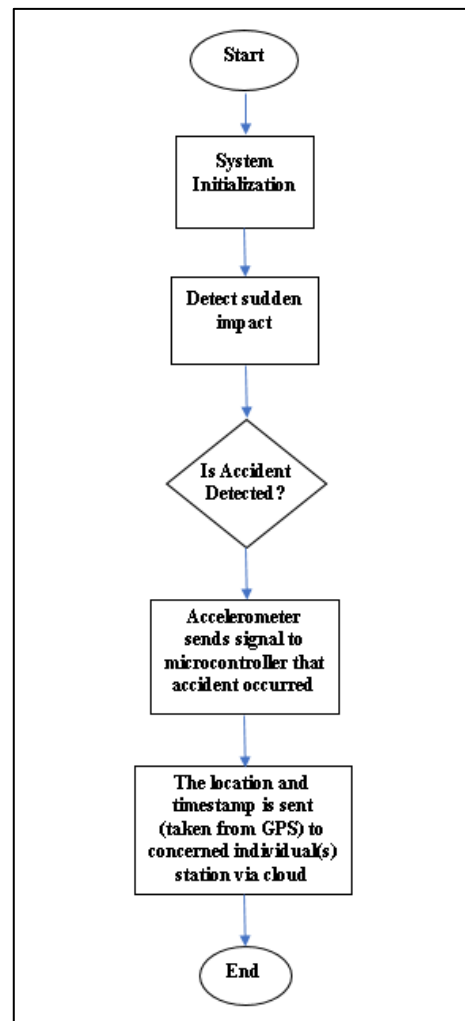 Start
System
Initialization
Detect sudden
impact
Is Accident
Detected?
Accelerometer
sends signal to
microcontroller that
accident occurred
The location and
timestamp is sent
(taken from GPS) to
concerned individual(s)
station via cloud
End